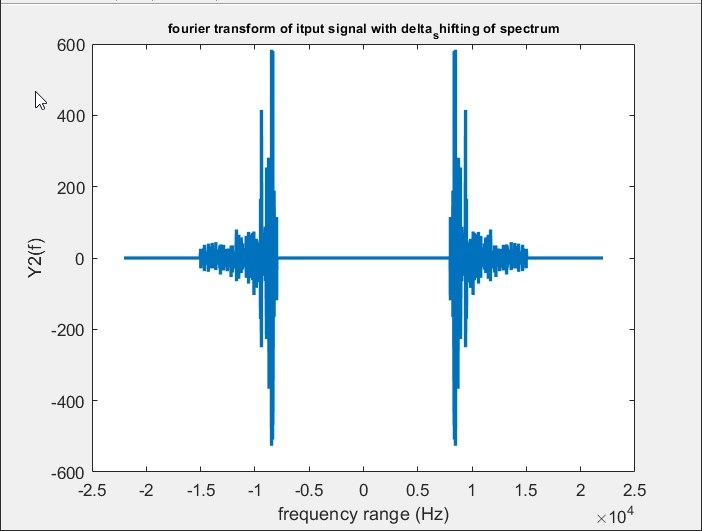 fourier transform of itput signal with delta_shifting of spectrum
600
400
200
0
-200
-400
-600
Y2(f)
-2.5 -2 -1.5 -1 -0.5 0 0.5 1 1.5 2 2.5
×10^4
frequency range (Hz)